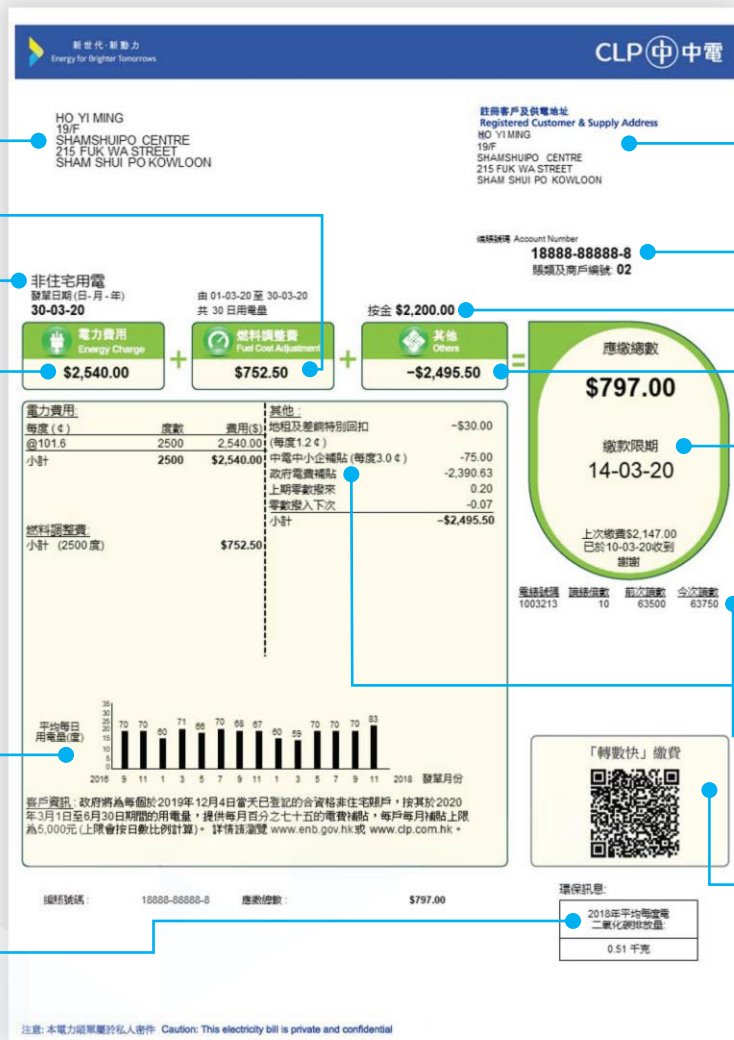 新世代·新動力
Energy for Brighter Tomorrows
CLP 中 中電
HO YI MING
19/F
SHAMSHUIPO CENTRE
215 FUK WA STREET
SHAM SHUI PO KOWLOON
註冊客戶及供電地址
Registered Customer & Supply Address
HO YI MING
19/F
SHAMSHUIPO CENTRE
215 FUK WA STREET
SHAM SHUI PO KOWLOON
編賬號碼 Account Number
18888-88888-8
賬類及商戶編號: 02
非住宅用電
發單日期 (日-月-年)
30-03-20
由 01-03-20 至 30-03-20
共 30 日用電量
按金 $2,200.00
電力費用
Energy Charge
$2,540.00
+
燃料調整費
Fuel Cost Adjustment
$752.50
+
其他
Others
−$2,495.50
=
應繳總數
$797.00
繳款限期
14-03-20
上次繳費$2,147.00
已於10-03-20收到
謝謝
電力費用:
每度 (¢) 度數 費用($)
@101.6 2500 2,540.00
小計 2500 $2,540.00
燃料調整費:
小計 (2500 度) $752.50
其他:
地租及差餉特別回扣 -$30.00
(每度1.2 ¢)
中電中小企補貼 (每度3.0 ¢) -75.00
政府電費補貼 -2,390.63
上期零數撥來 0.20
零數撥入下次 -0.07
小計 −$2,495.50
電錶號碼 讀錶倍數 前次讀數 今次讀數
1003213 10 63500 63750
平均每日
用電量(度)
35
30
25
20
15
10
5
0
70 70 60 71 66 70 68 67 60 59 70 70 70 83
2016 9 11 1 3 5 7 9 11 1 3 5 7 9 11 2018 發單月份
客戶資訊: 政府將為每個於2019年12月4日當天已登記的合資格非住宅賬戶，按其於2020
年3月1日至6月30日期間的用電量，提供每月百分之七十五的電費補貼，每戶每月補貼上限
為5,000元 (上限會按日數比例計算)。 詳情請瀏覽 www.enb.gov.hk或 www.clp.com.hk。
「轉數快」繳費
編賬號碼: 18888-88888-8 應繳總數: $797.00
環保訊息:
2018年平均每度電
二氧化碳排放量:
0.51 千克
注意: 本電力賬單屬於私人密件 Caution: This electricity bill is private and confidential